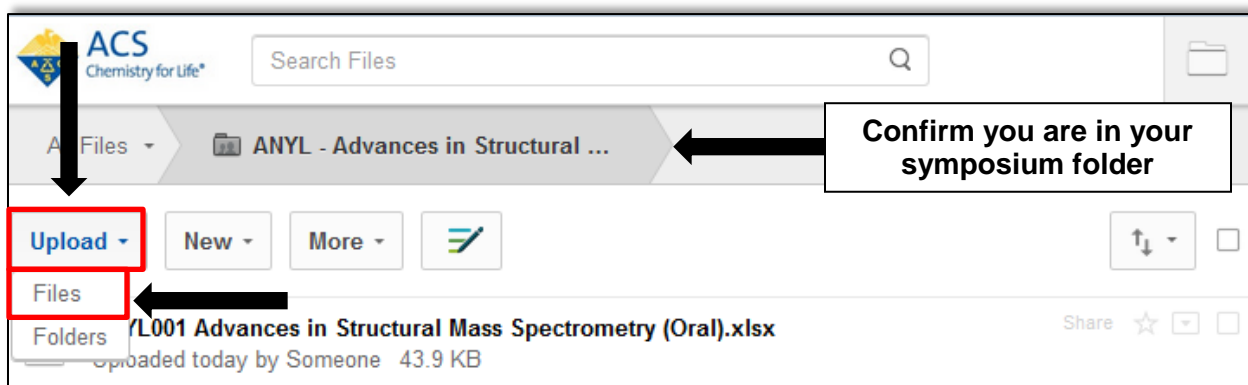 ACS
Chemistry for Life®
Search Files
Files
ANYL - Advances in Structural ...
Confirm you are in your
symposium folder
Upload
New
More
Files
Folders
YL001 Advances in Structural Mass Spectrometry (Oral).xlsx
Share
Uploaded today by Someone 43.9 KB